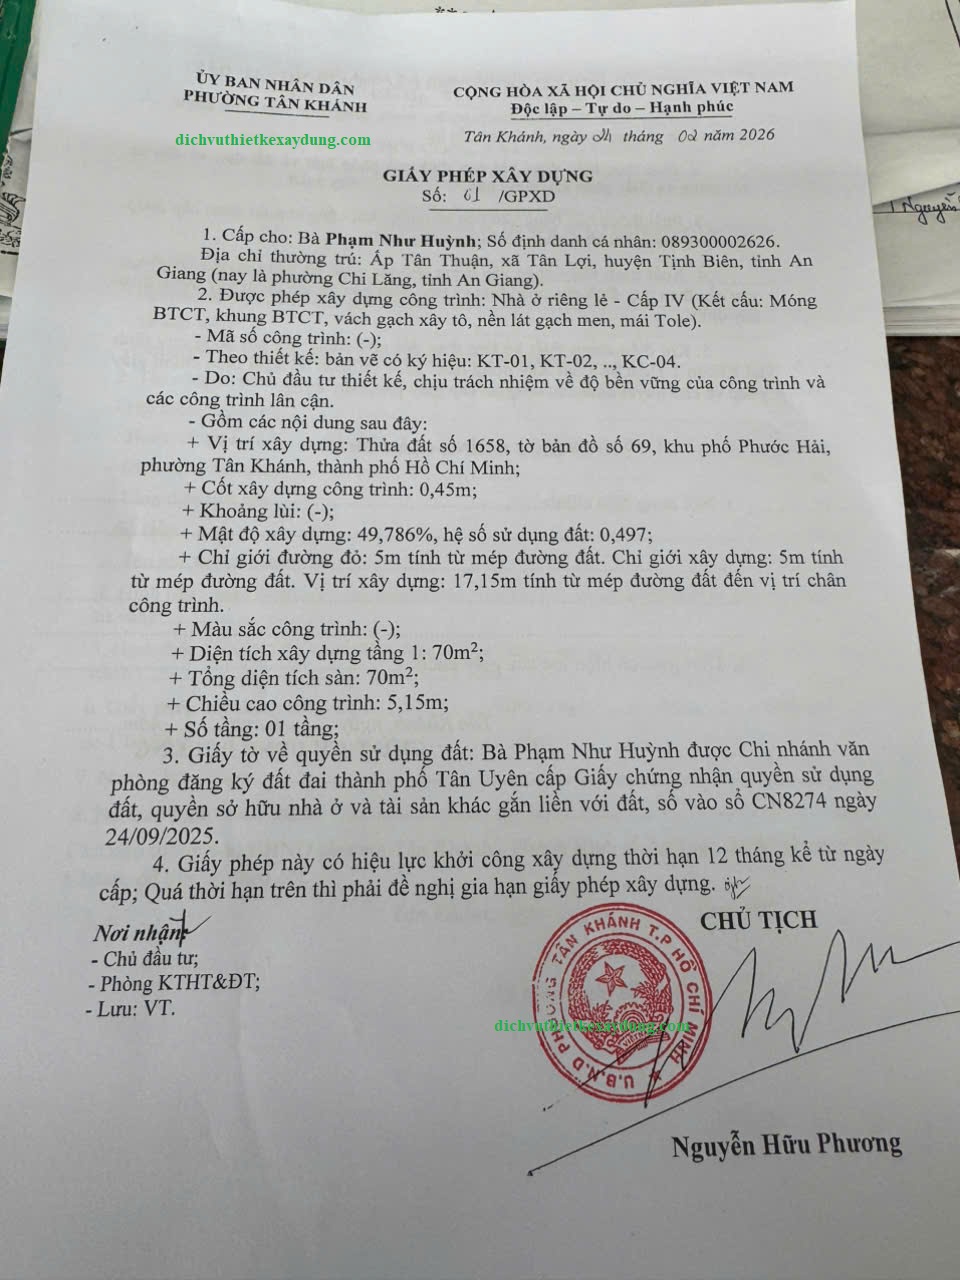 ỦY BAN NHÂN DÂN
PHƯỜNG TÂN KHÁNH
CỘNG HÒA XÃ HỘI CHỦ NGHĨA VIỆT NAM
Độc lập – Tự do – Hạnh phúc
dichvuthietkexaydung.com
Tân Khánh, ngày tháng 02 năm 2026
GIẤY PHÉP XÂY DỰNG
Số: 01 /GPXD
1. Cấp cho: Bà Phạm Như Huỳnh; Số định danh cá nhân: 089300002626.
Địa chỉ thường trú: Ấp Tân Thuận, xã Tân Lợi, huyện Tịnh Biên, tỉnh An
Giang (nay là phường Chi Lăng, tỉnh An Giang).
2. Được phép xây dựng công trình: Nhà ở riêng lẻ - Cấp IV (Kết cấu: Móng
BTCT, khung BTCT, vách gạch xây tô, nền lát gạch men, mái Tole).
- Mã số công trình: (-);
- Theo thiết kế: bản vẽ có ký hiệu: KT-01, KT-02, .., KC-04.
- Do: Chủ đầu tư thiết kế, chịu trách nhiệm về độ bền vững của công trình và
các công trình lân cận.
- Gồm các nội dung sau đây:
+ Vị trí xây dựng: Thửa đất số 1658, tờ bản đồ số 69, khu phố Phước Hải,
phường Tân Khánh, thành phố Hồ Chí Minh;
+ Cốt xây dựng công trình: 0,45m;
+ Khoảng lùi: (-);
+ Mật độ xây dựng: 49,786%, hệ số sử dụng đất: 0,497;
+ Chỉ giới đường đỏ: 5m tính từ mép đường đất. Chỉ giới xây dựng: 5m tính
từ mép đường đất. Vị trí xây dựng: 17,15m tính từ mép đường đất đến vị trí chân
công trình.
+ Màu sắc công trình: (-);
+ Diện tích xây dựng tầng 1: 70m²;
+ Tổng diện tích sàn: 70m²;
+ Chiều cao công trình: 5,15m;
+ Số tầng: 01 tầng;
3. Giấy tờ về quyền sử dụng đất: Bà Phạm Như Huỳnh được Chi nhánh văn
phòng đăng ký đất đai thành phố Tân Uyên cấp Giấy chứng nhận quyền sử dụng
đất, quyền sở hữu nhà ở và tài sản khác gắn liền với đất, số vào sổ CN8274 ngày
24/09/2025.
4. Giấy phép này có hiệu lực khởi công xây dựng thời hạn 12 tháng kể từ ngày
cấp; Quá thời hạn trên thì phải đề nghị gia hạn giấy phép xây dựng.
Nơi nhận:
- Chủ đầu tư;
- Phòng KTHT&ĐT;
- Lưu: VT.
CHỦ TỊCH
U.B.N.D PHƯỜNG TÂN KHÁNH T.P HỒ CHÍ MINH
dichvuthietkexaydung.com
Nguyễn Hữu Phương
Nguyễn